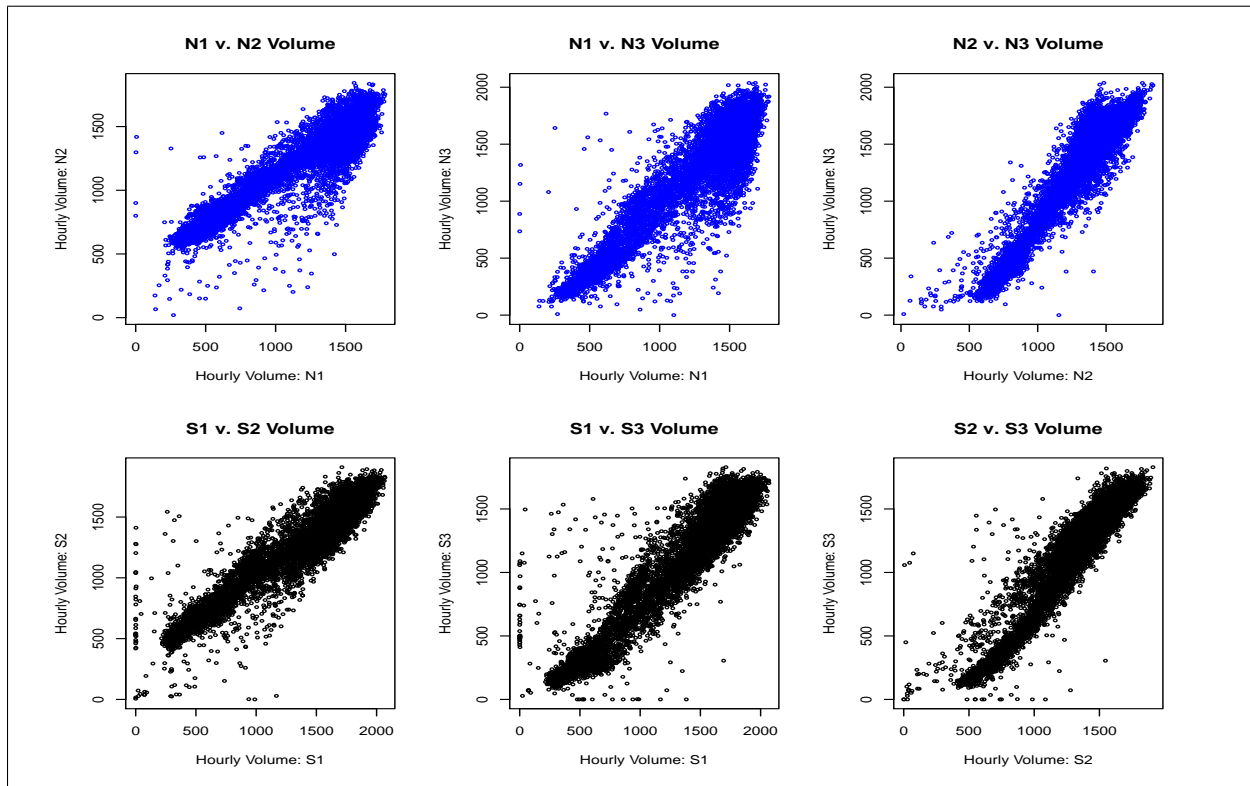 N1 v. N2 Volume
Hourly Volume: N2
1500
1000
500
0
0 500 1000 1500
Hourly Volume: N1
N1 v. N3 Volume
Hourly Volume: N3
2000
1500
1000
500
0
0 500 1000 1500
Hourly Volume: N1
N2 v. N3 Volume
Hourly Volume: N3
2000
1500
1000
500
0
0 500 1000 1500
Hourly Volume: N2
S1 v. S2 Volume
Hourly Volume: S2
1500
1000
500
0
0 500 1000 1500 2000
Hourly Volume: S1
S1 v. S3 Volume
Hourly Volume: S3
1500
1000
500
0
0 500 1000 1500 2000
Hourly Volume: S1
S2 v. S3 Volume
Hourly Volume: S3
1500
1000
500
0
0 500 1000 1500
Hourly Volume: S2